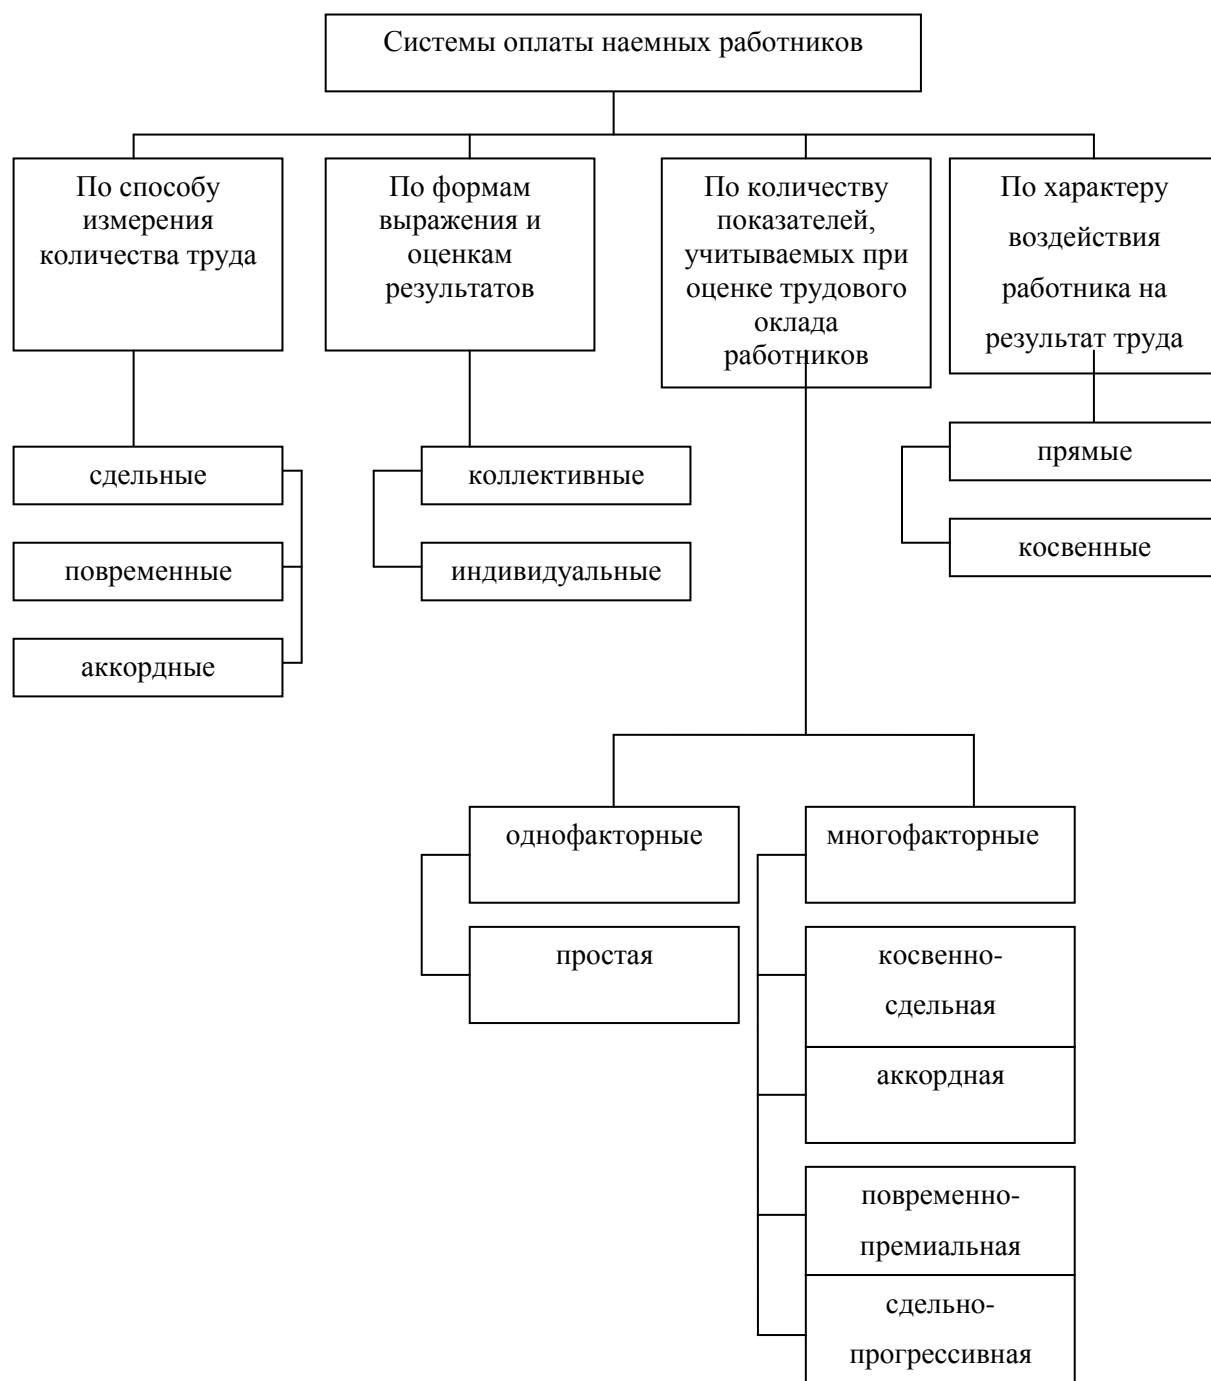 Системы оплаты наемных работников
По способу
измерения
количества труда
По формам
выражения и
оценкам
результатов
По количеству
показателей,
учитываемых при
оценке трудового
оклада
работников
По характеру
воздействия
работника на
результат труда
сдельные
повременные
аккордные
коллективные
индивидуальные
прямые
косвенные
однофакторные
простая
многофакторные
косвенно-
сдельная
аккордная
повременно-
премиальная
сдельно-
прогрессивная